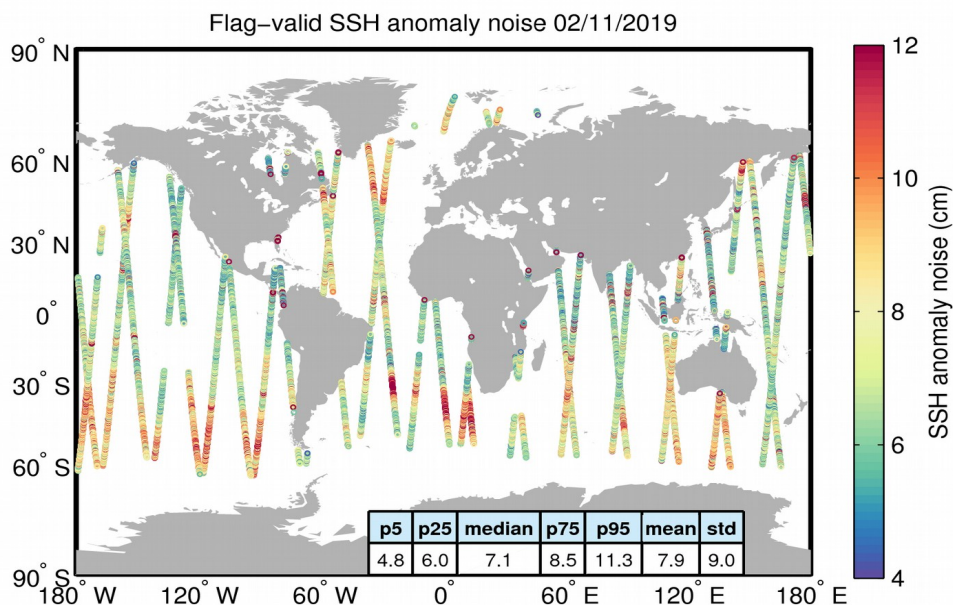 Flag−valid SSH anomaly noise 02/11/2019
90° N
60° N
30° N
0°
30° S
60° S
90° S
180° W
120° W
60° W
0°
60° E
120° E
180° E
p5 p25 median p75 p95 mean std
4.8 6.0 7.1 8.5 11.3 7.9 9.0
12
10
8
6
4
SSH anomaly noise (cm)